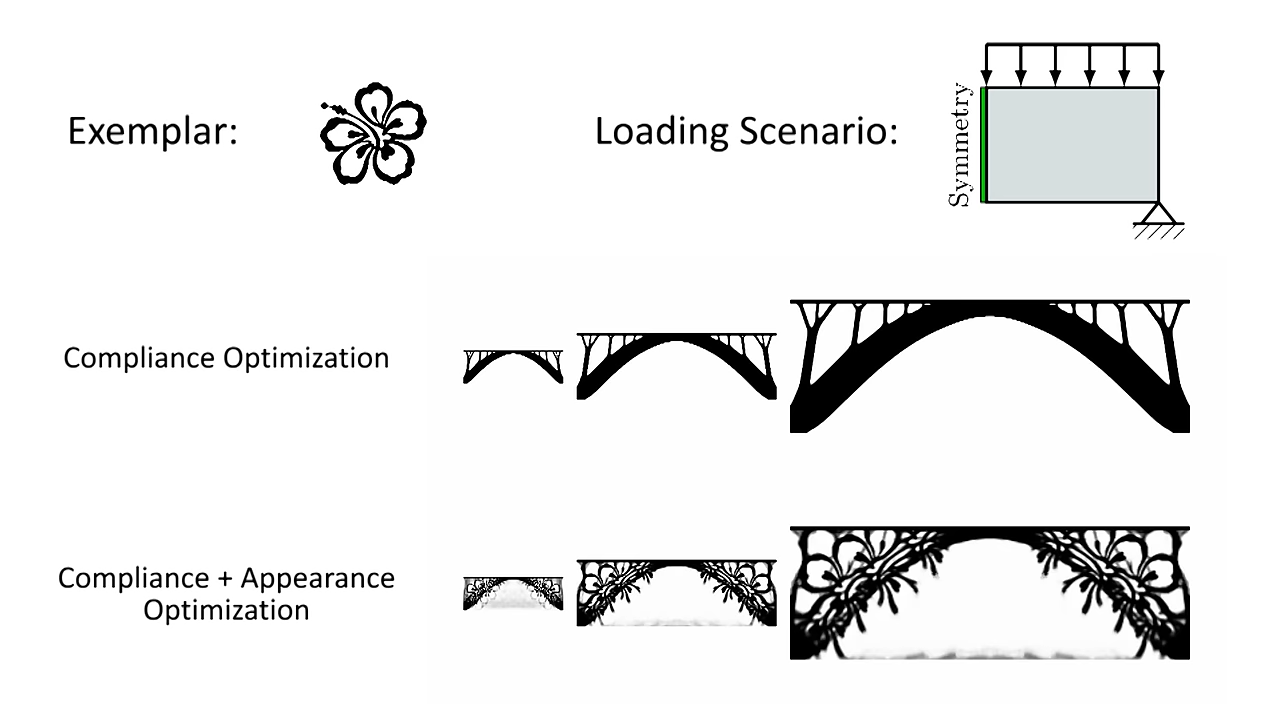 Exemplar:
Loading Scenario:
Symmetry
Compliance Optimization
Compliance + Appearance
Optimization